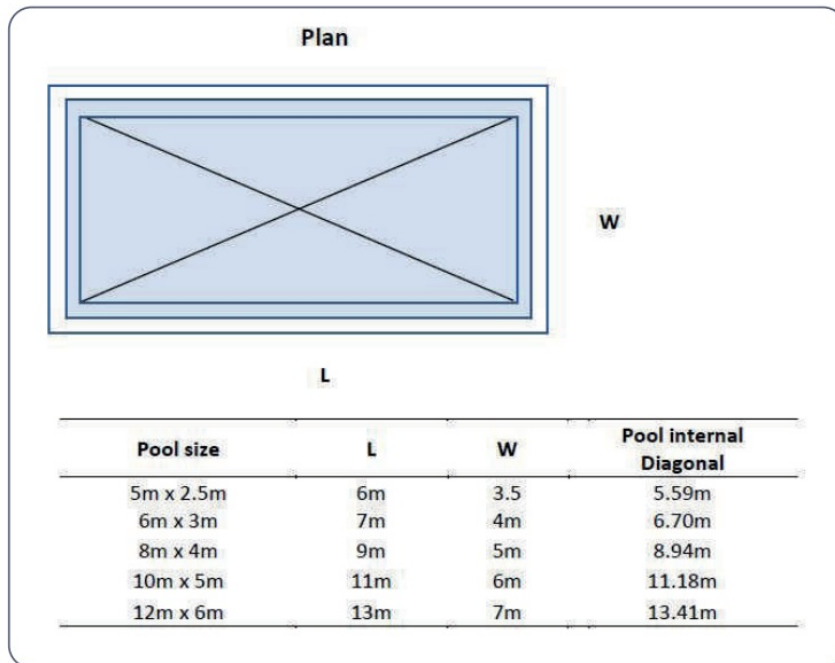 Plan
W
L
Pool size L W Pool internal Diagonal
5m x 2.5m 6m 3.5 5.59m
6m x 3m 7m 4m 6.70m
8m x 4m 9m 5m 8.94m
10m x 5m 11m 6m 11.18m
12m x 6m 13m 7m 13.41m